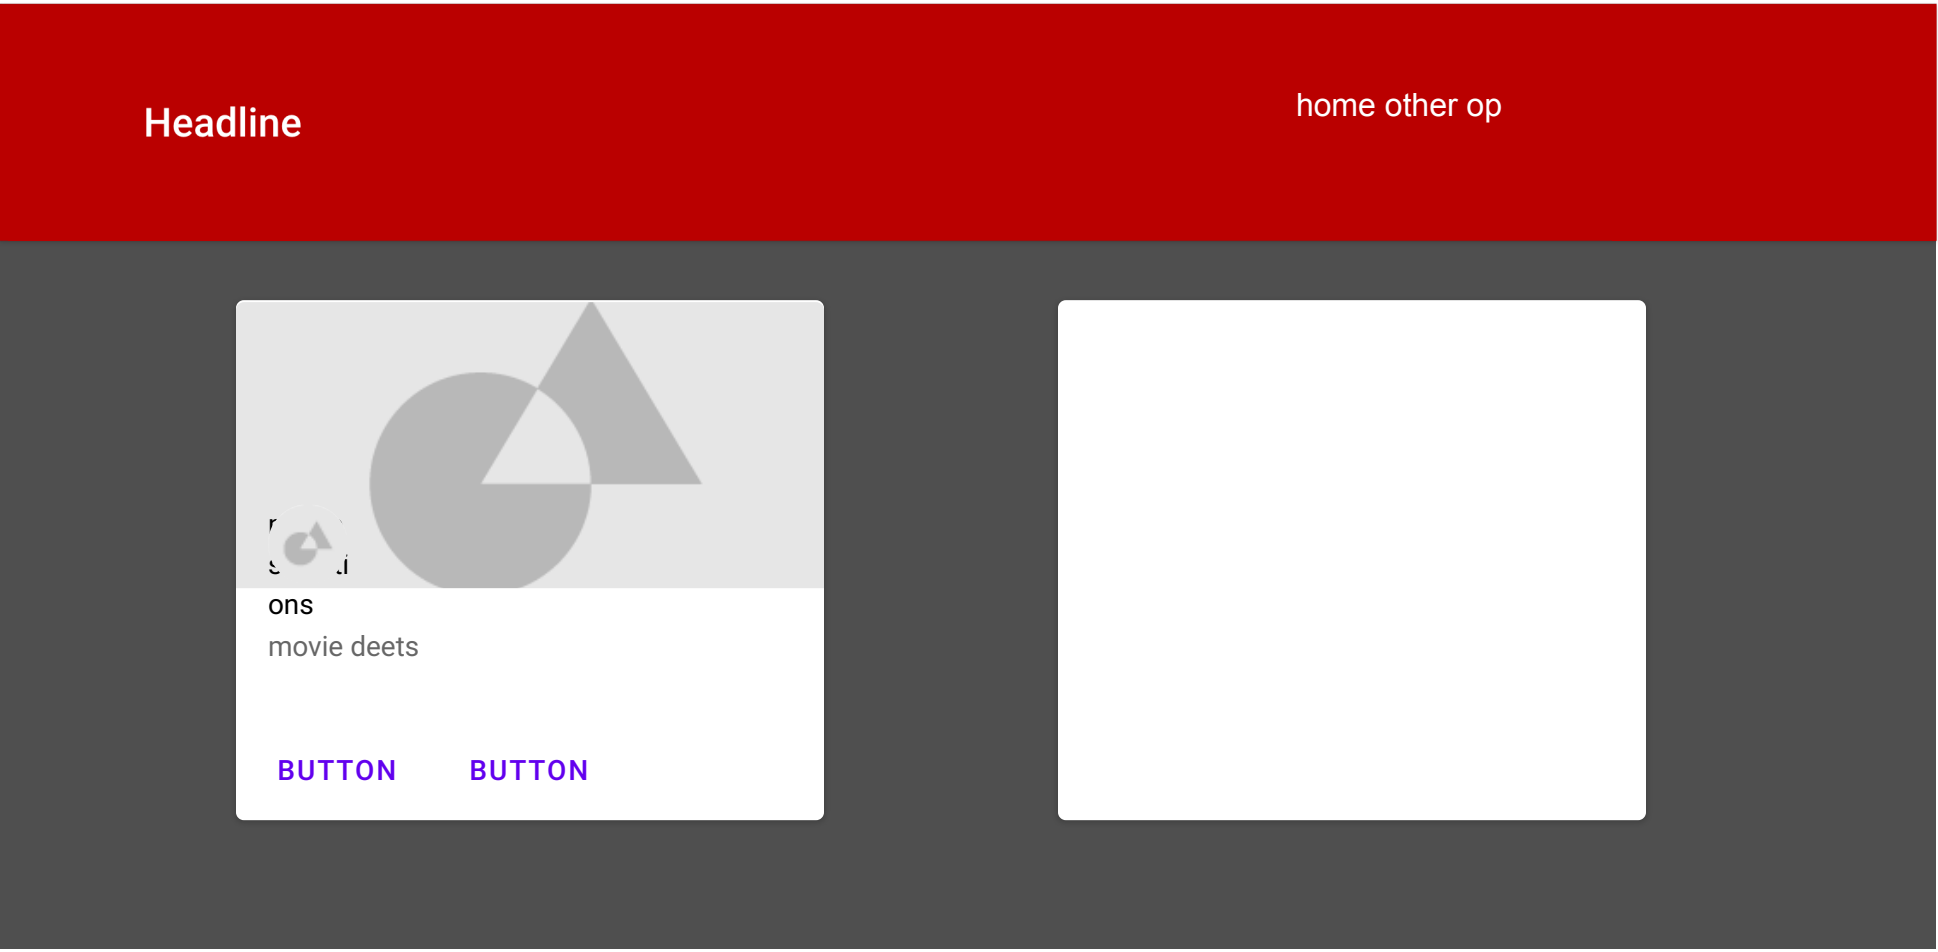 Headline
home other op
ons
movie deets
BUTTON BUTTON